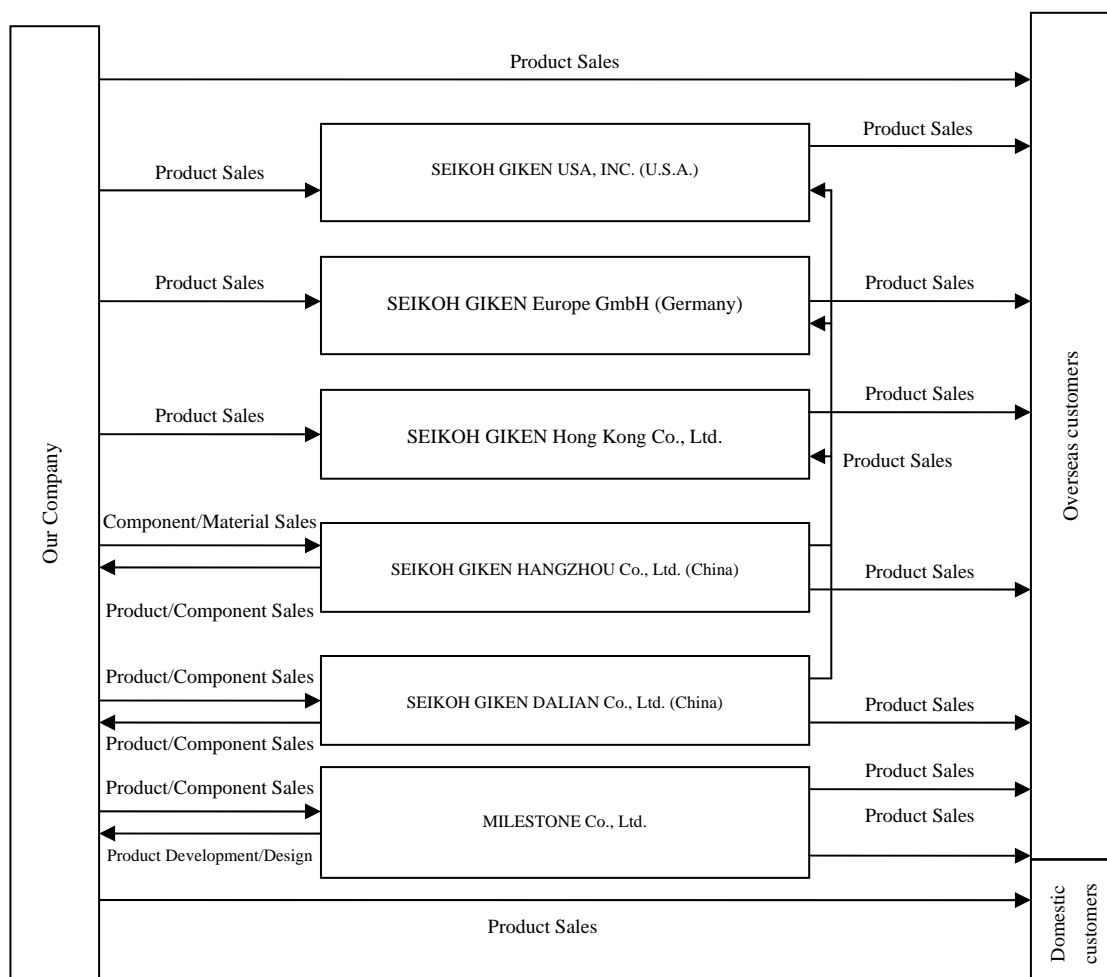 Product Sales
Product Sales
Product Sales
SEIKOH GIKEN USA, INC. (U.S.A.)
Product Sales
SEIKOH GIKEN Europe GmbH (Germany)
Product Sales
Product Sales
SEIKOH GIKEN Hong Kong Co., Ltd.
Product Sales
Product Sales
Our Company
Overseas customers
Component/Material Sales
SEIKOH GIKEN HANGZHOU Co., Ltd. (China)
Product Sales
Product/Component Sales
Product/Component Sales
SEIKOH GIKEN DALIAN Co., Ltd. (China)
Product Sales
Product/Component Sales
Product Sales
Product/Component Sales
MILESTONE Co., Ltd.
Product Sales
Product Development/Design
Product Sales
Domestic
customers